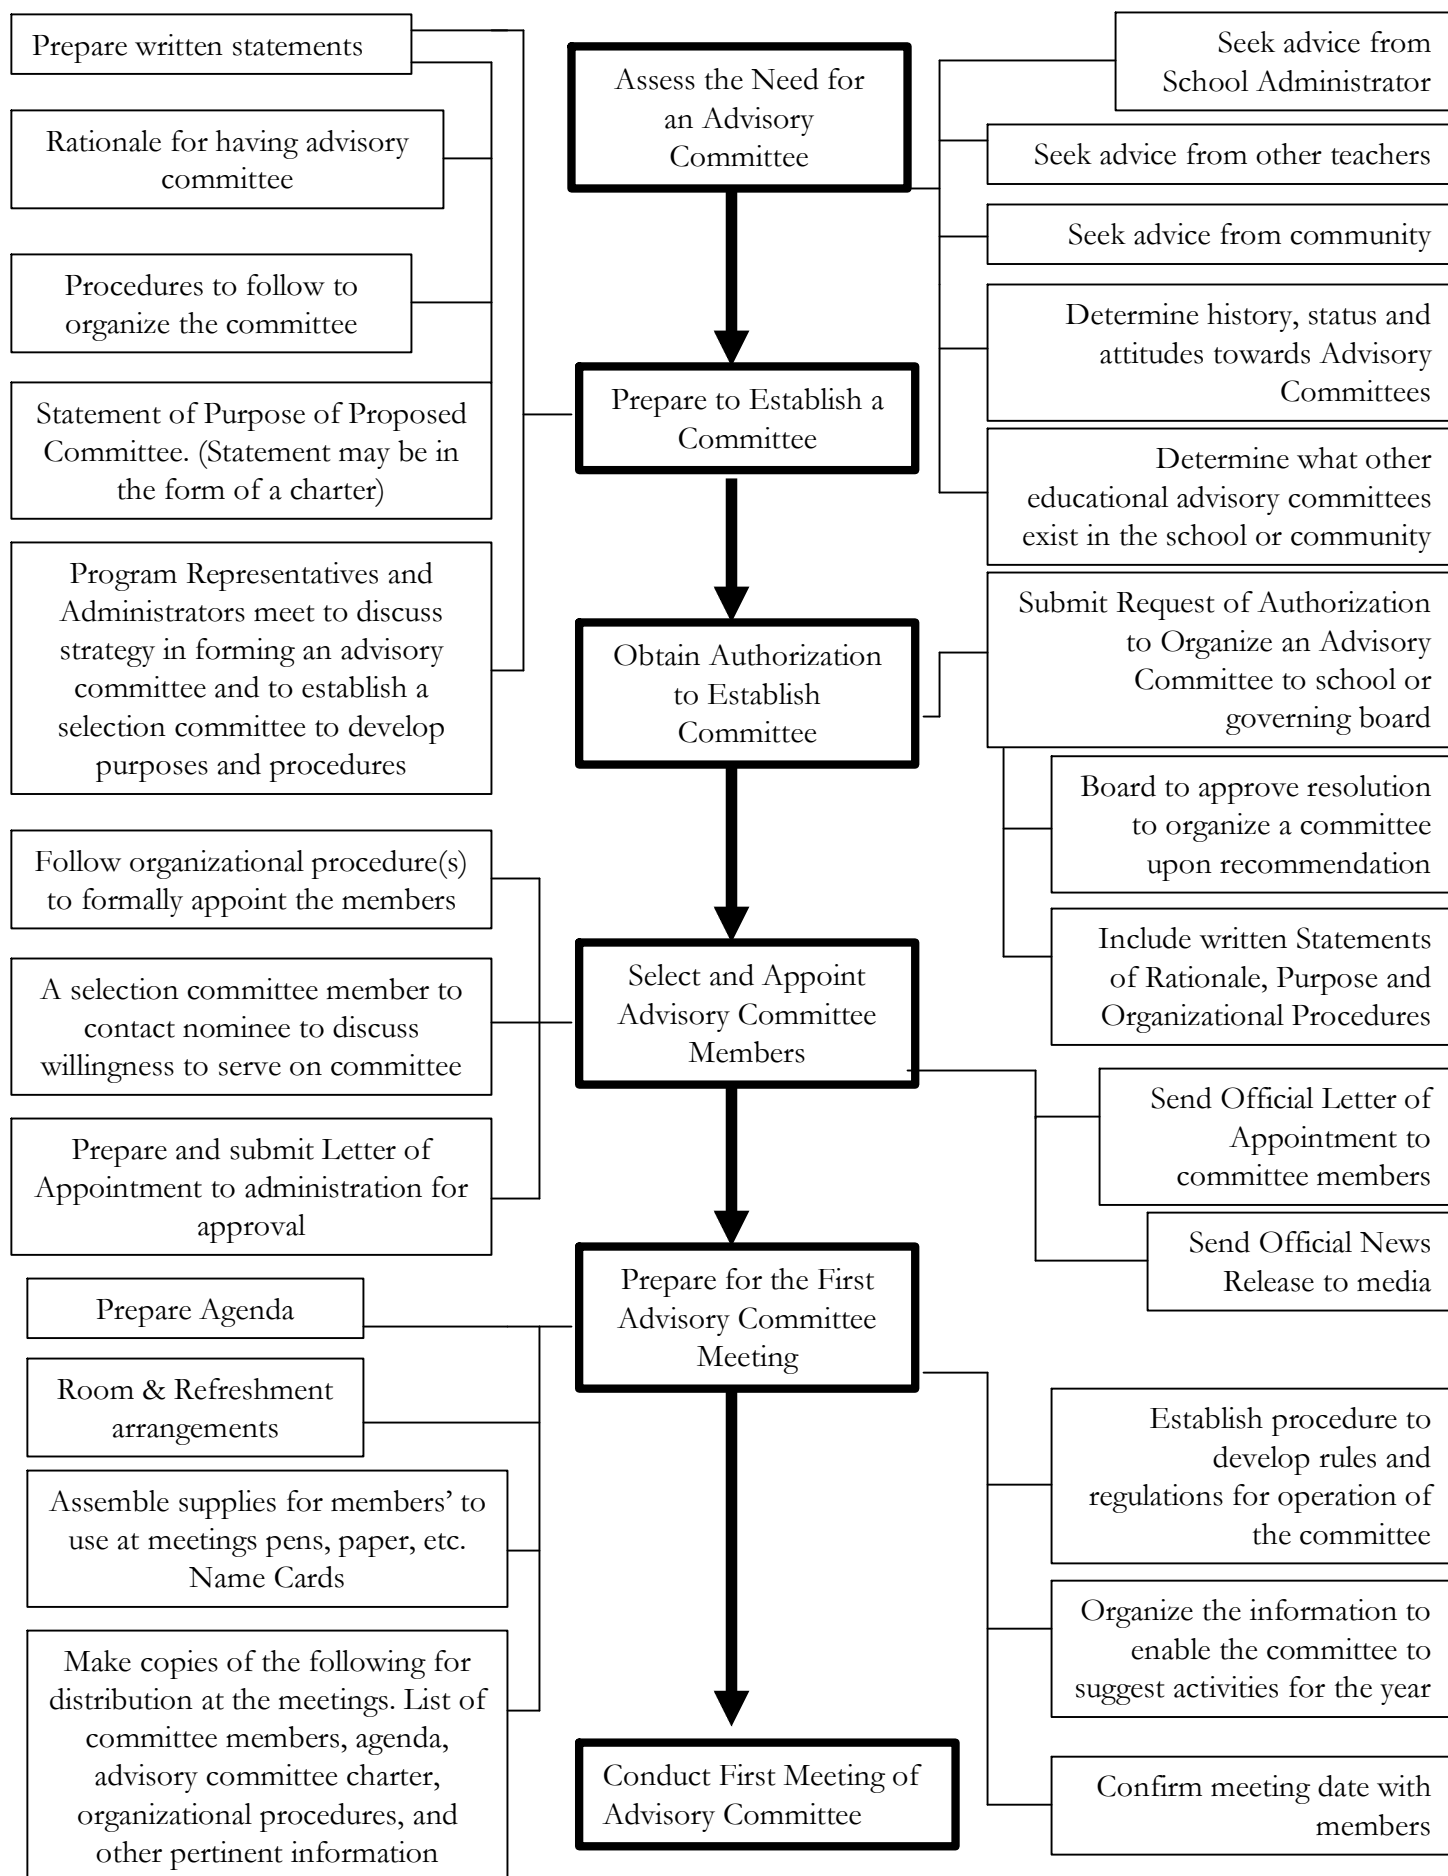 Prepare written statements
Rationale for having advisory
committee
Procedures to follow to
organize the committee
Statement of Purpose of Proposed
Committee. (Statement may be in
the form of a charter)
Program Representatives and
Administrators meet to discuss
strategy in forming an advisory
committee and to establish a
selection committee to develop
purposes and procedures
Follow organizational procedure(s)
to formally appoint the members
A selection committee member to
contact nominee to discuss
willingness to serve on committee
Prepare and submit Letter of
Appointment to administration for
approval
Prepare Agenda
Room & Refreshment
arrangements
Assemble supplies for members’ to
use at meetings pens, paper, etc.
Name Cards
Make copies of the following for
distribution at the meetings. List of
committee members, agenda,
advisory committee charter,
organizational procedures, and
other pertinent information
Assess the Need for
an Advisory
Committee
Prepare to Establish a
Committee
Obtain Authorization
to Establish
Committee
Select and Appoint
Advisory Committee
Members
Prepare for the First
Advisory Committee
Meeting
Conduct First Meeting of
Advisory Committee
Seek advice from
School Administrator
Seek advice from other teachers
Seek advice from community
Determine history, status and
attitudes towards Advisory
Committees
Determine what other
educational advisory committees
exist in the school or community
Submit Request of Authorization
to Organize an Advisory
Committee to school or
governing board
Board to approve resolution
to organize a committee
upon recommendation
Include written Statements
of Rationale, Purpose and
Organizational Procedures
Send Official Letter of
Appointment to
committee members
Send Official News
Release to media
Establish procedure to
develop rules and
regulations for operation of
the committee
Organize the information to
enable the committee to
suggest activities for the year
Confirm meeting date with
members